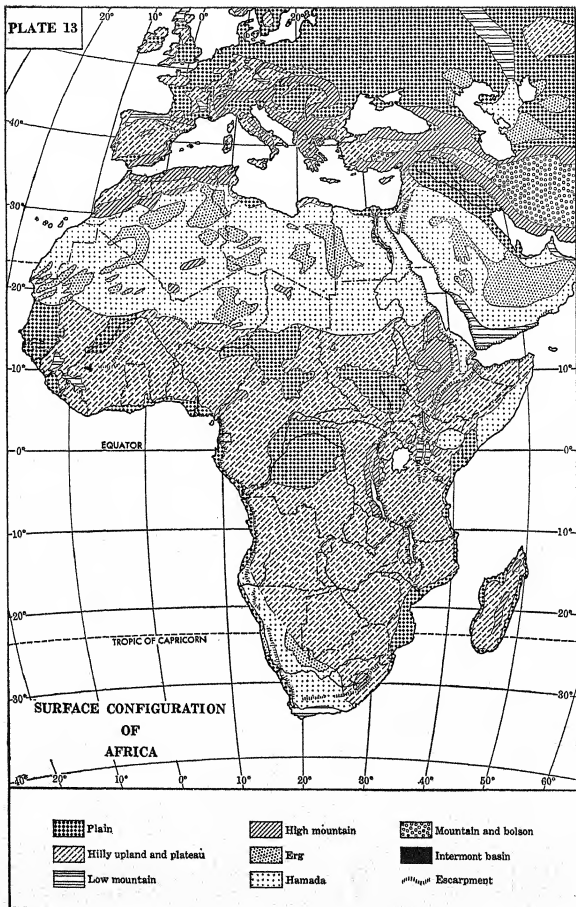 PLATE 13
20° 10° 0° 10° 20°
40°
30°
20°
10°
EQUATOR
0°
10°
20°
TROPIC OF CAPRICORN
30°
SURFACE CONFIGURATION
OF
AFRICA
10°
0°
10°
20°
30°
40° 20° 10° 0° 10° 20° 30° 40° 50° 60°
Plain
High mountain
Mountain and bolson
Hilly upland and plateau
Erg
Intermont basin
Low mountain
Hamada
Escarpment